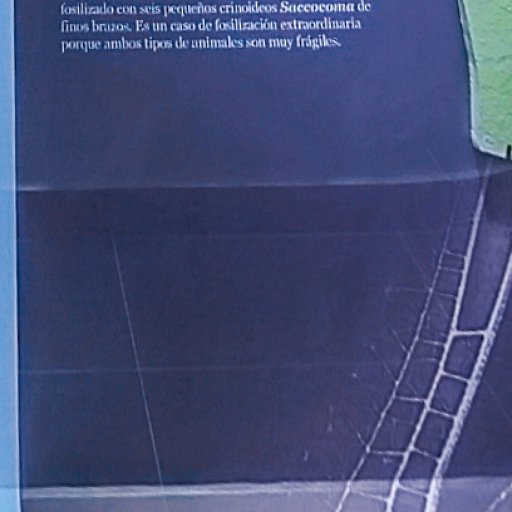 fosilizado con seis pequeños crinoideos Saccocoma de
finos brazos. Es un caso de fosilización extraordinaria
porque ambos tipos de animales son muy frágiles.